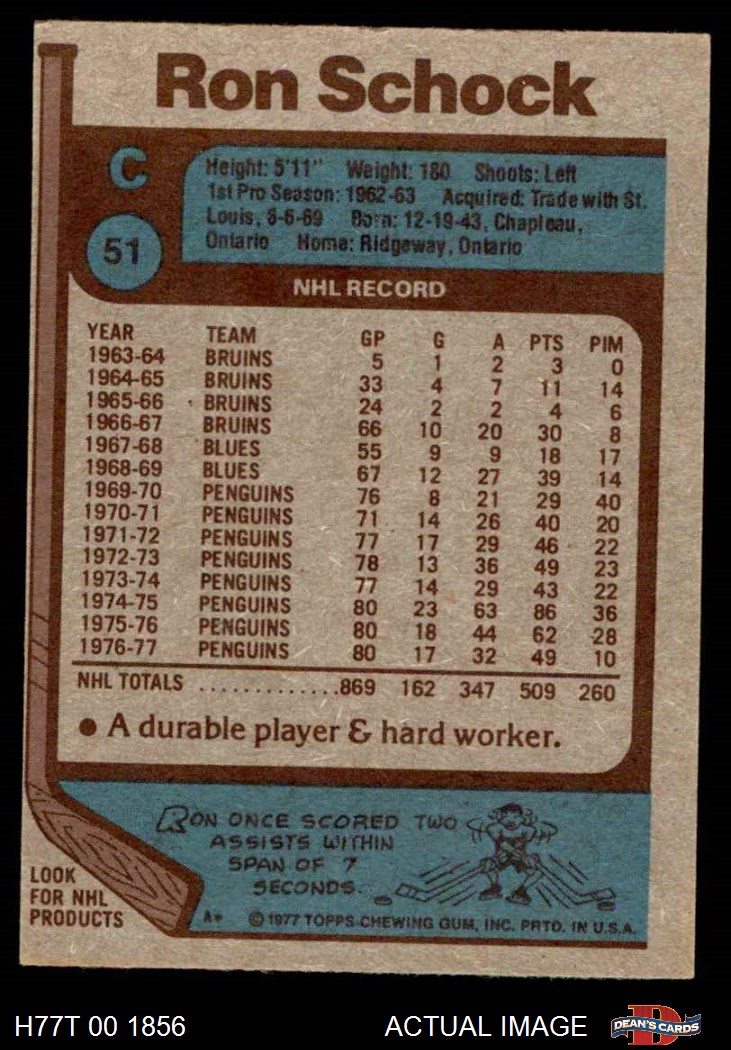 Ron Schock
C
51
Height: 5'11" Weight: 180 Shoots: Left
1st Pro Season: 1962-63 Acquired: Trade with St.
Louis, 6-6-69 Born: 12-19-43, Chapleau,
Ontario Home: Ridgeway, Ontario
NHL RECORD
YEAR TEAM GP G A PTS PIM
1963-64 BRUINS 5 1 2 3 0
1964-65 BRUINS 33 4 7 11 14
1965-66 BRUINS 24 2 2 4 6
1966-67 BRUINS 66 10 20 30 8
1967-68 BLUES 55 9 9 18 17
1968-69 BLUES 67 12 27 39 14
1969-70 PENGUINS 76 8 21 29 40
1970-71 PENGUINS 71 14 26 40 20
1971-72 PENGUINS 77 17 29 46 22
1972-73 PENGUINS 78 13 36 49 23
1973-74 PENGUINS 77 14 29 43 22
1974-75 PENGUINS 80 23 63 86 36
1975-76 PENGUINS 80 18 44 62 28
1976-77 PENGUINS 80 17 32 49 10
NHL TOTALS ..............869 162 347 509 260
● A durable player & hard worker.
RON ONCE SCORED TWO
ASSISTS WITHIN
SPAN OF 7
SECONDS.
LOOK
FOR NHL
PRODUCTS
A* © 1977 TOPPS CHEWING GUM, INC. PRTD. IN U.S.A.
H77T 00 1856 ACTUAL IMAGE
D
DEAN'S CARDS